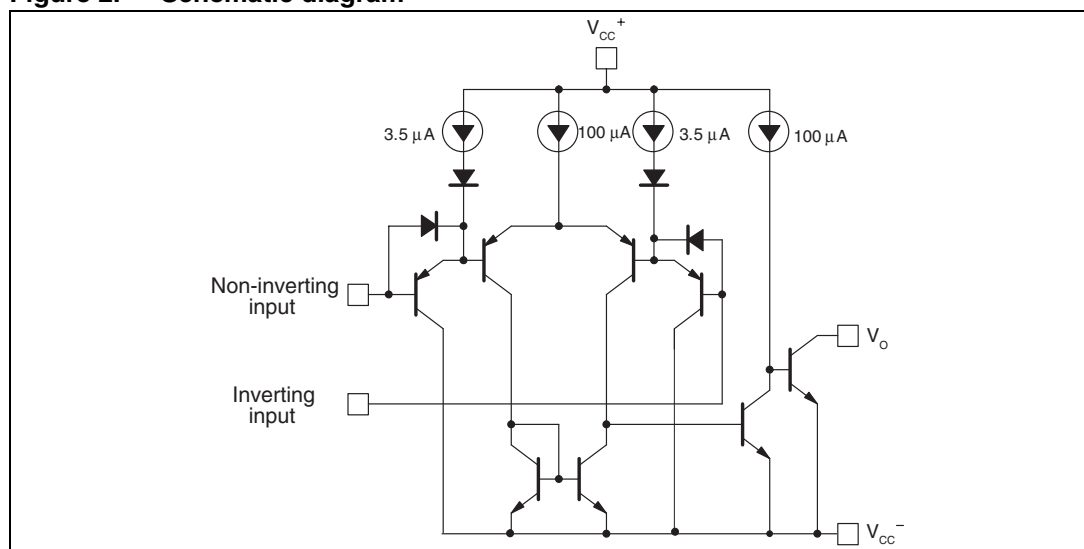 Figure 2. Schematic diagram
V_CC^+
3.5 µA
100 µA
3.5 µA
100 µA
Non-inverting
input
V_O
Inverting
input
V_CC^-